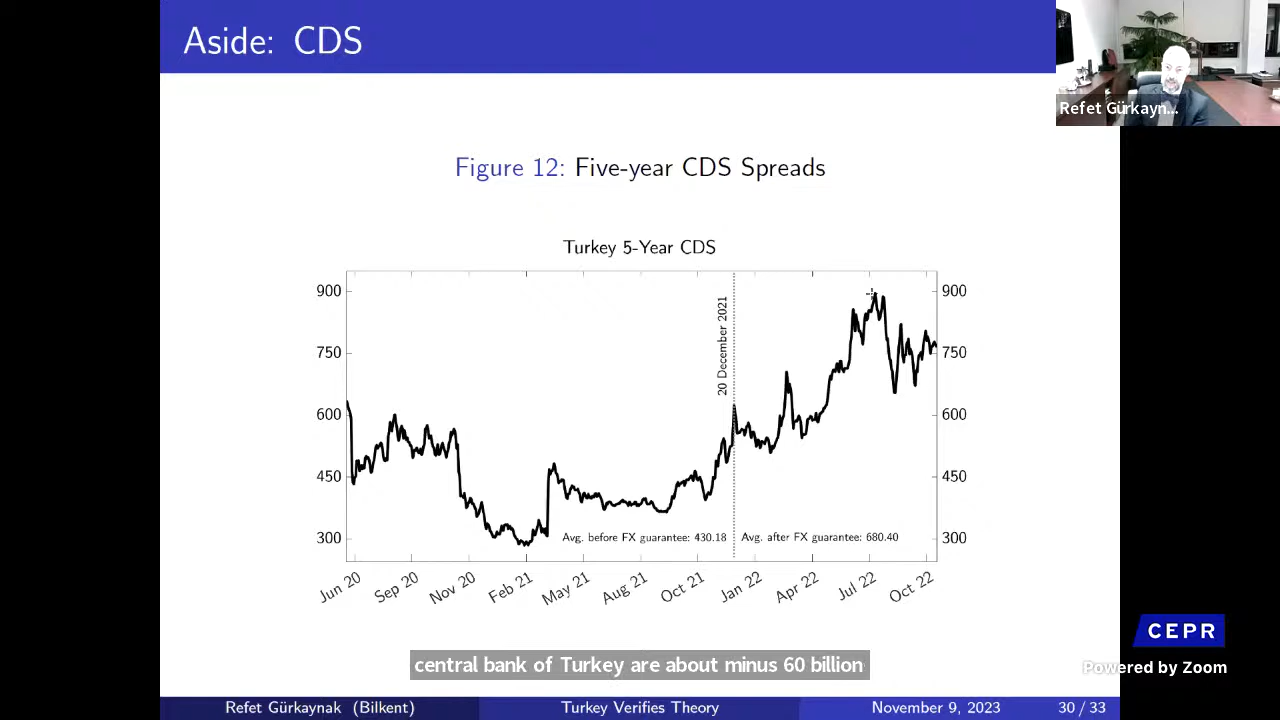 Aside: CDS
Refet Gürkayn...
Figure 12: Five-year CDS Spreads
Turkey 5-Year CDS
900
750
600
450
300
900
750
600
450
300
20 December 2021
Avg. before FX guarantee: 430.18
Avg. after FX guarantee: 680.40
Jun 20
Sep 20
Nov 20
Feb 21
May 21
Aug 21
Oct 21
Jan 22
Apr 22
Jul 22
Oct 22
CEPR
central bank of Turkey are about minus 60 billion
Powered by Zoom
Refet Gürkaynak (Bilkent)
Turkey Verifies Theory
November 9, 2023
30 / 33